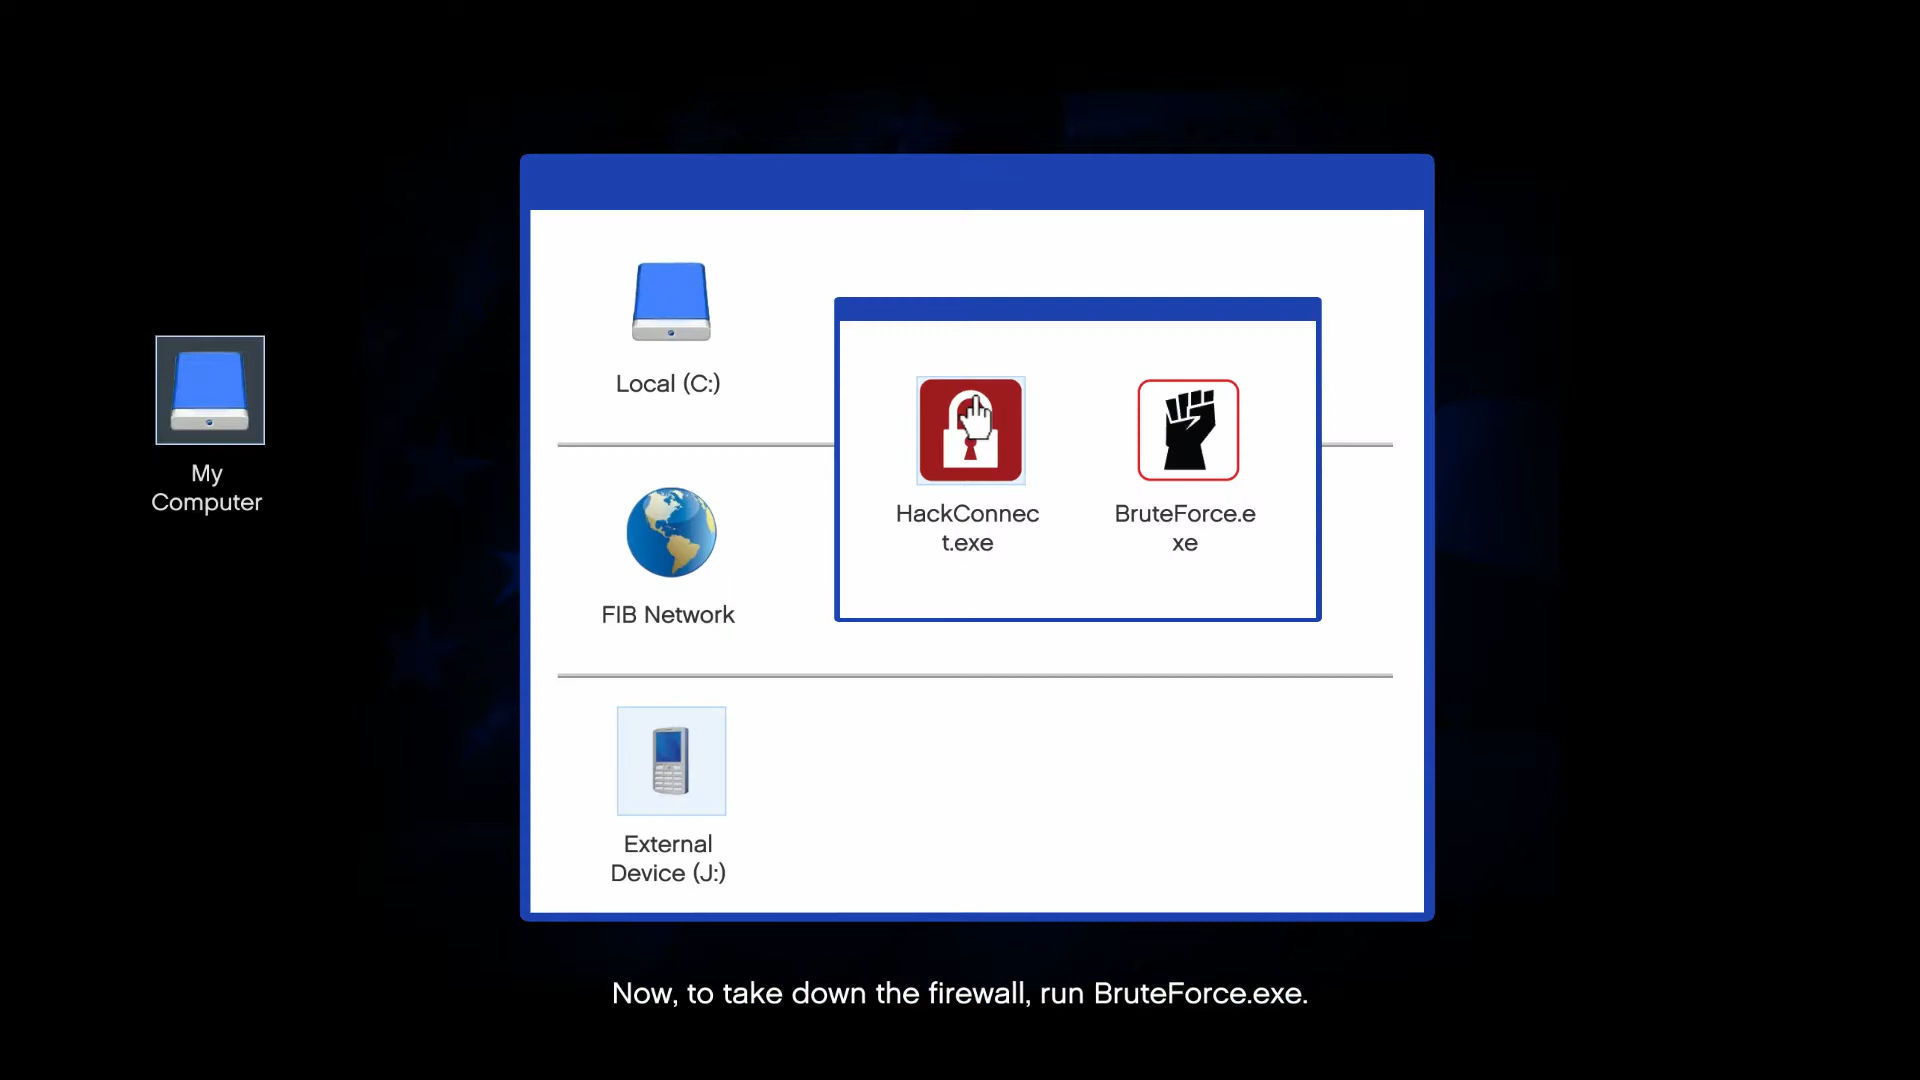 My
Computer
Local (C:)
FIB Network
External
Device (J:)
HackConnec
t.exe
BruteForce.e
xe
Now, to take down the firewall, run BruteForce.exe.